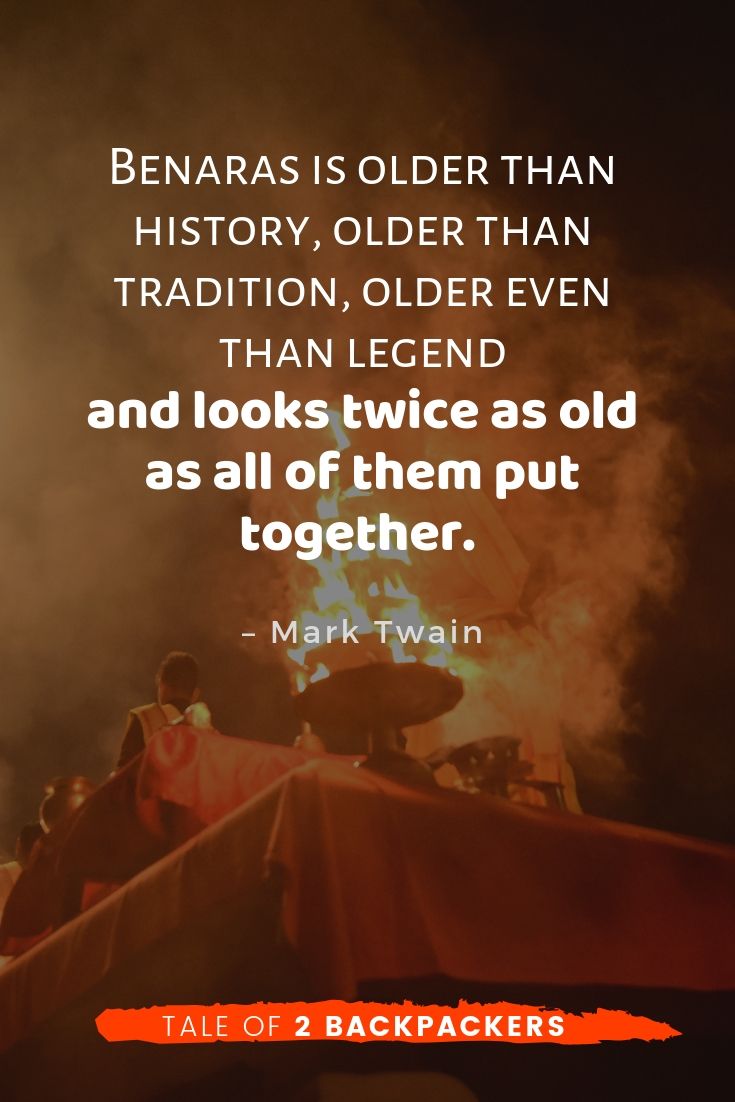 Benaras is older than
history, older than
tradition, older even
than legend
and looks twice as old
as all of them put
together.
– Mark Twain
TALE OF 2 BACKPACKERS